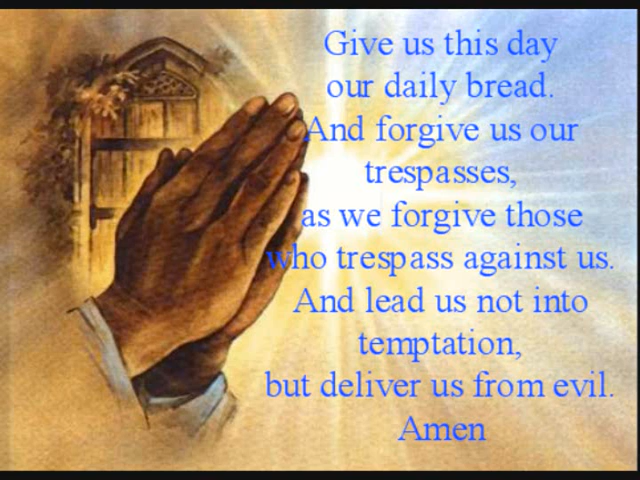 Give us this day
our daily bread.
And forgive us our
trespasses,
as we forgive those
who trespass against us.
And lead us not into
temptation,
but deliver us from evil.
Amen